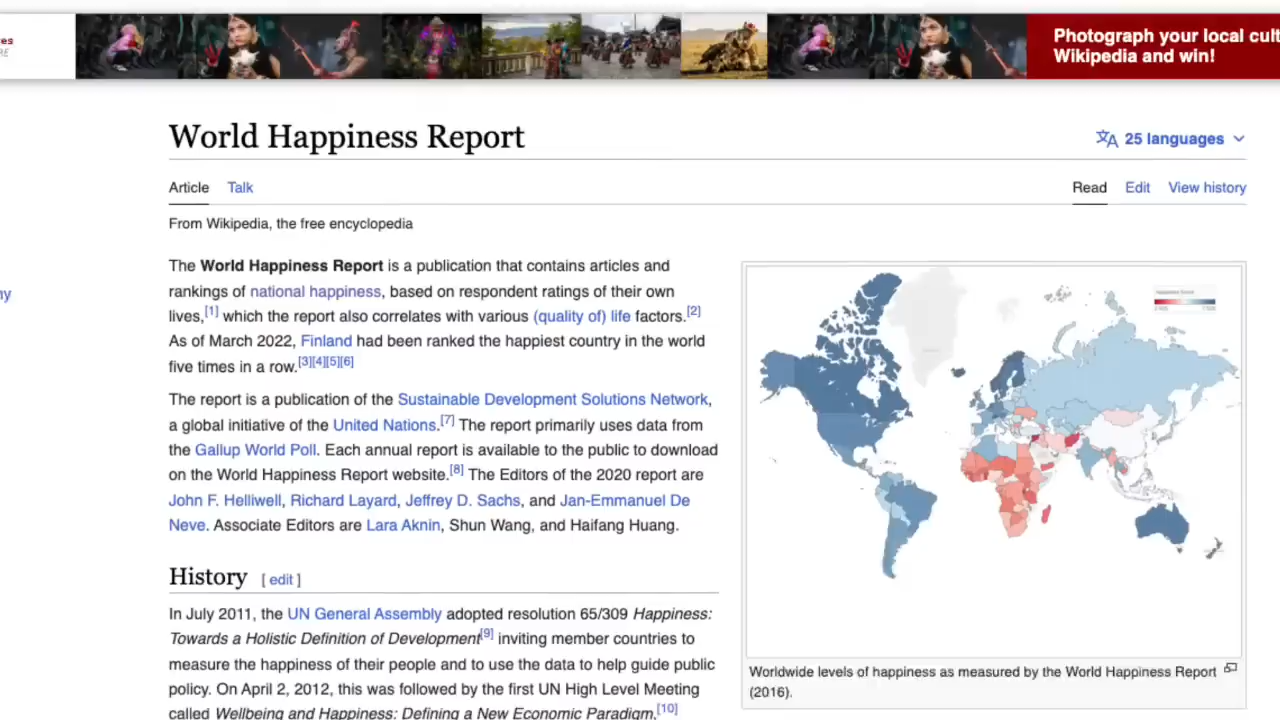 Photograph your local cult
Wikipedia and win!
World Happiness Report
25 languages
Article Talk
Read Edit View history
From Wikipedia, the free encyclopedia
The World Happiness Report is a publication that contains articles and
rankings of national happiness, based on respondent ratings of their own
lives,[1] which the report also correlates with various (quality of) life factors.[2]
As of March 2022, Finland had been ranked the happiest country in the world
five times in a row.[3][4][5][6]
The report is a publication of the Sustainable Development Solutions Network,
a global initiative of the United Nations.[7] The report primarily uses data from
the Gallup World Poll. Each annual report is available to the public to download
on the World Happiness Report website.[8] The Editors of the 2020 report are
John F. Helliwell, Richard Layard, Jeffrey D. Sachs, and Jan-Emmanuel De
Neve. Associate Editors are Lara Aknin, Shun Wang, and Haifang Huang.
History [ edit ]
In July 2011, the UN General Assembly adopted resolution 65/309 Happiness:
Towards a Holistic Definition of Development[9] inviting member countries to
measure the happiness of their people and to use the data to help guide public
policy. On April 2, 2012, this was followed by the first UN High Level Meeting
called Wellbeing and Happiness: Defining a New Economic Paradigm,[10]
Worldwide levels of happiness as measured by the World Happiness Report
(2016).